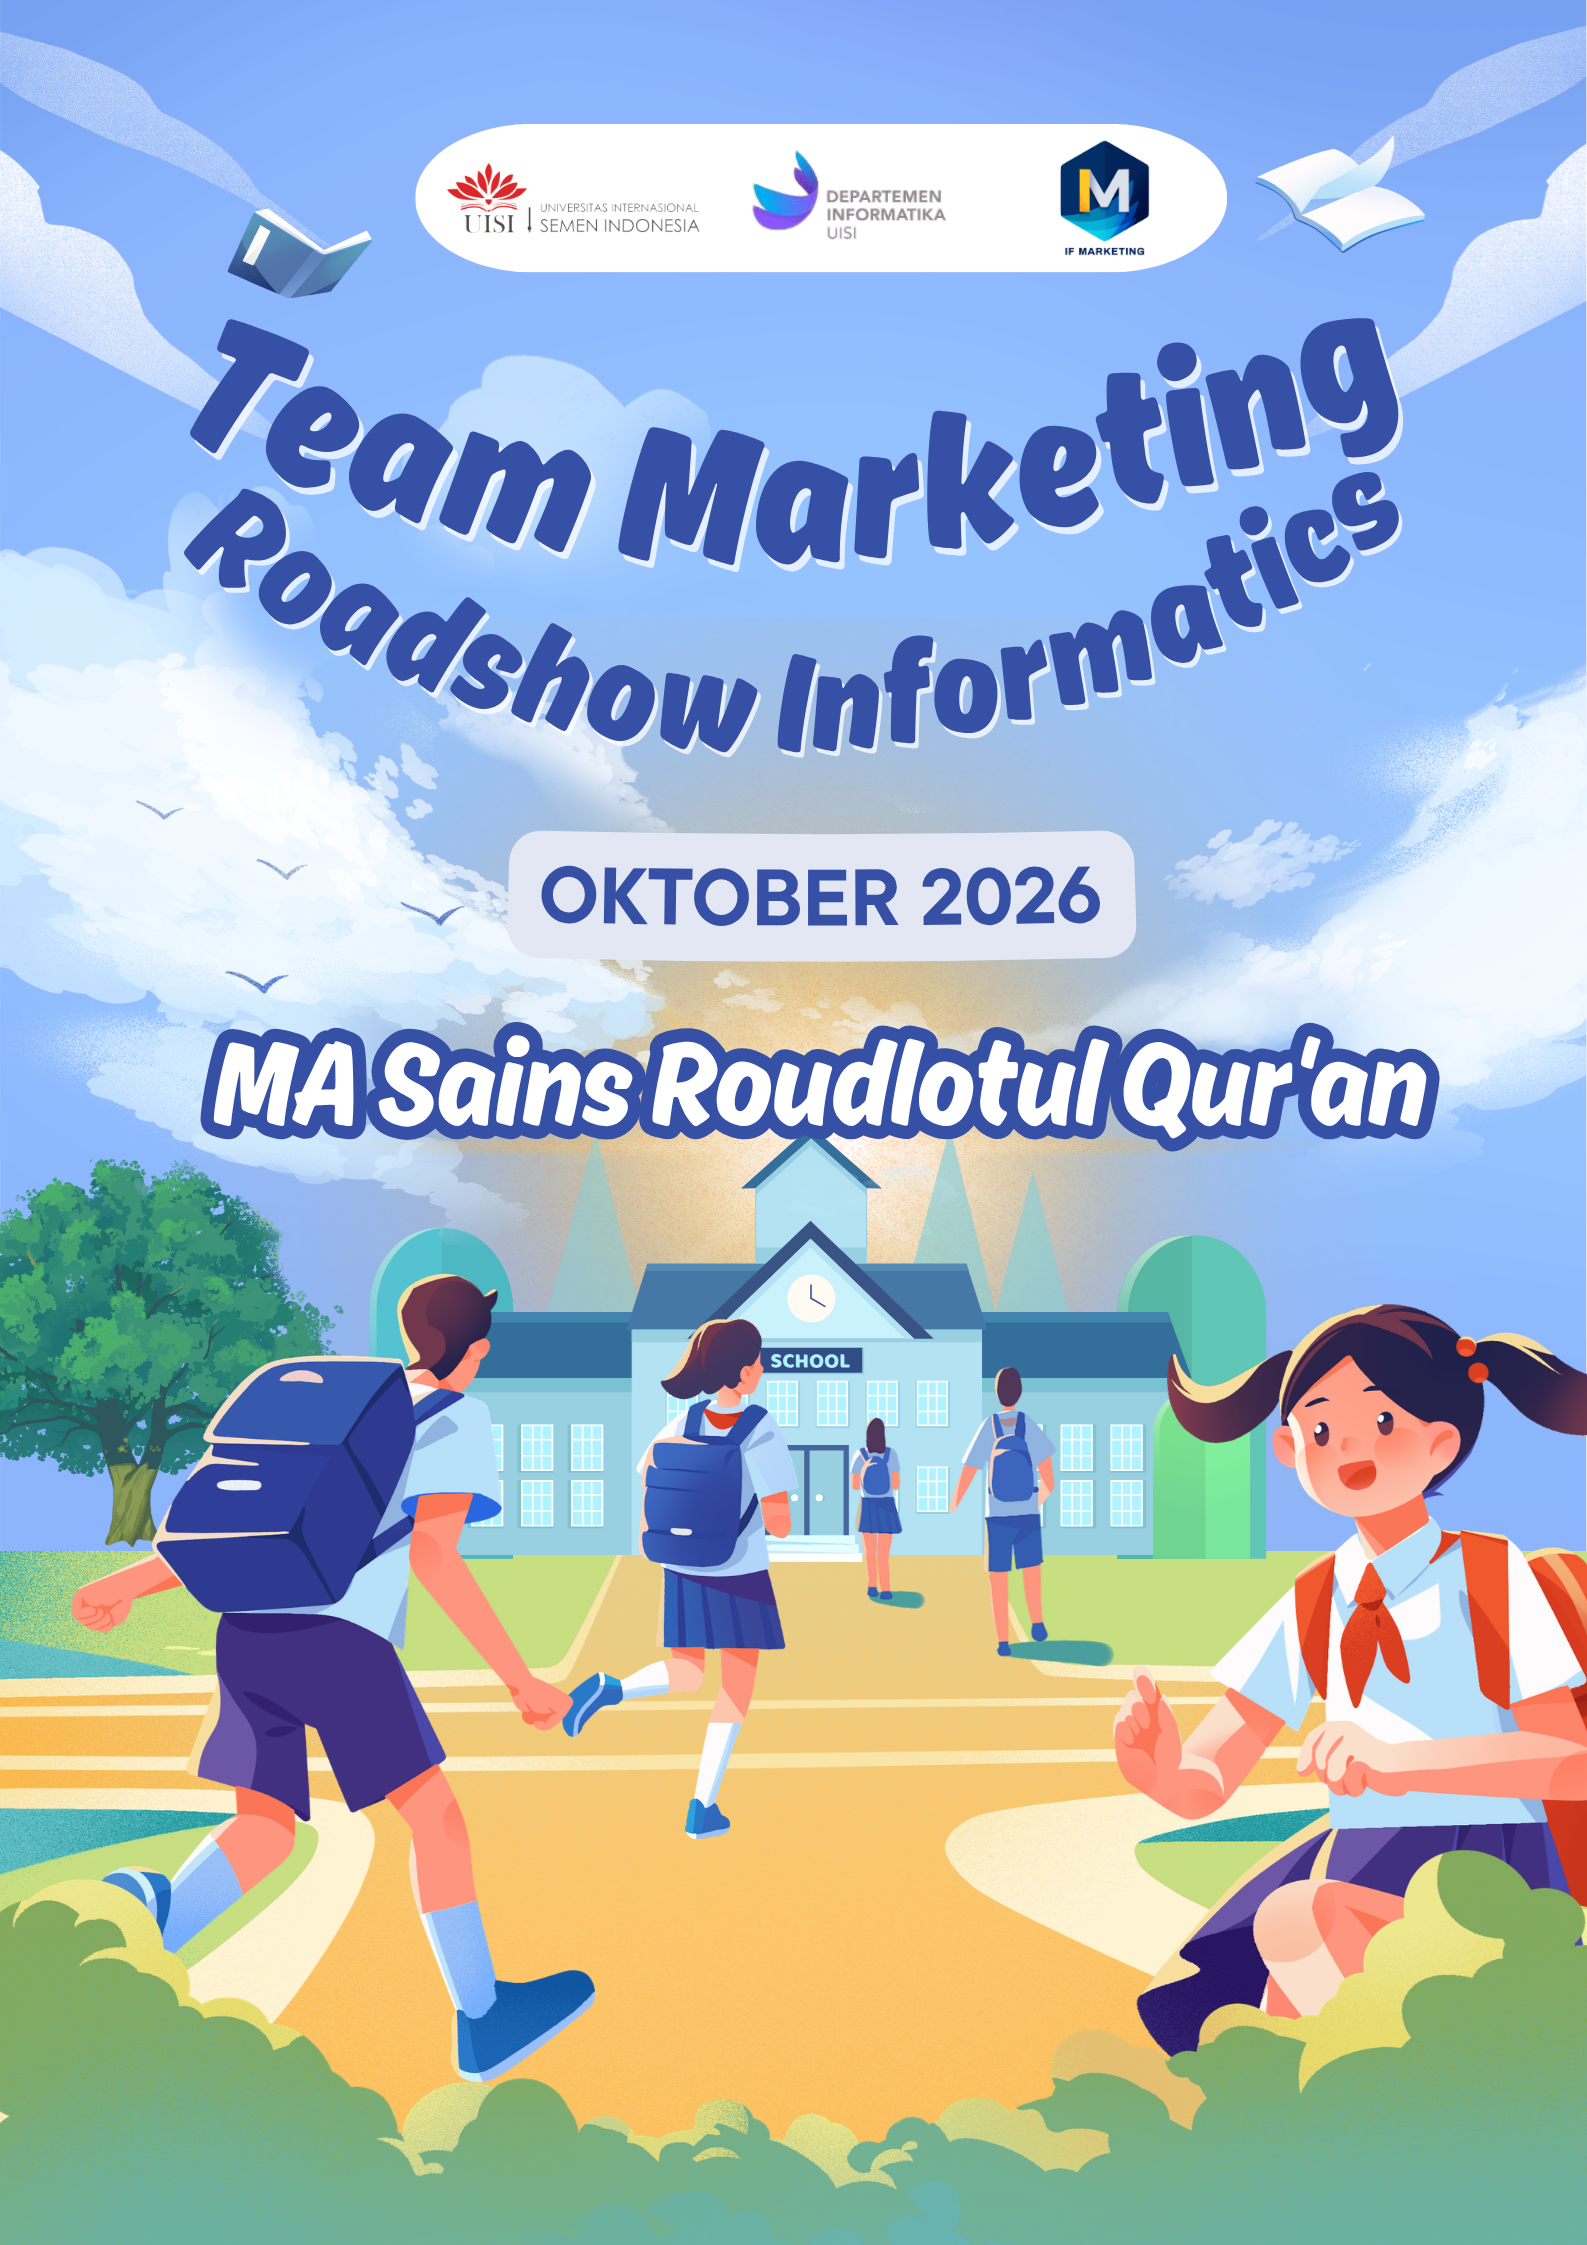 UISI
UNIVERSITAS INTERNASIONAL
SEMEN INDONESIA
DEPARTEMEN
INFORMATIKA
UISI
M
IF MARKETING
Team Marketing
Roadshow Informatics
OKTOBER 2026
MA Sains Roudlotul Qur'an
SCHOOL